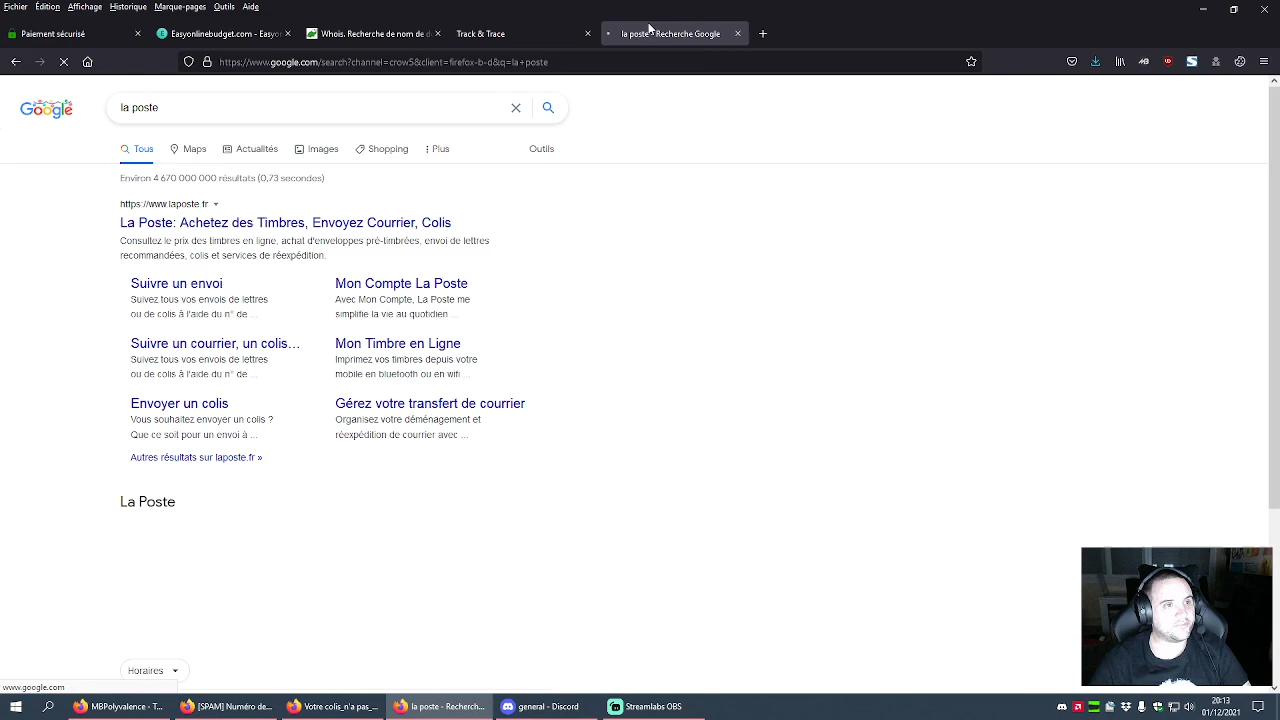 Fichier Édition Affichage Historique Marque-pages Outils Aide
Paiement sécurisé
Easyonlinebudget.com - Easyon
Whois. Recherche de nom de d
Track & Trace
la poste - Recherche Google
https://www.google.com/search?channel=crow5&client=firefox-b-d&q=la+poste
Google
la poste
Tous Maps Actualités Images Shopping Plus Outils
Environ 4 670 000 000 résultats (0,73 secondes)
https://www.laposte.fr
La Poste: Achetez des Timbres, Envoyez Courrier, Colis
Consultez le prix des timbres en ligne, achat d'enveloppes pré-timbrées, envoi de lettres
recommandées, colis et services de réexpédition.
Suivre un envoi
Suivez tous vos envois de lettres
ou de colis à l'aide du n° de ...
Mon Compte La Poste
Avec Mon Compte, La Poste me
simplifie la vie au quotidien ...
Suivre un courrier, un colis...
Suivez tous vos envois de lettres
ou de colis à l'aide du n° de ...
Mon Timbre en Ligne
Imprimez vos timbres depuis votre
mobile en bluetooth ou en wifi ...
Envoyer un colis
Vous souhaitez envoyer un colis ?
Que ce soit pour un envoi à ...
Gérez votre transfert de courrier
Organisez votre déménagement et
réexpédition de courrier avec ...
Autres résultats sur laposte.fr »
La Poste
Horaires
www.google.com
MBPolyvalence - T...
[SPAM] Numéro de...
Votre colis n'a pas_...
la poste - Recherch...
general - Discord
Streamlabs OBS
20:13
01/12/2021